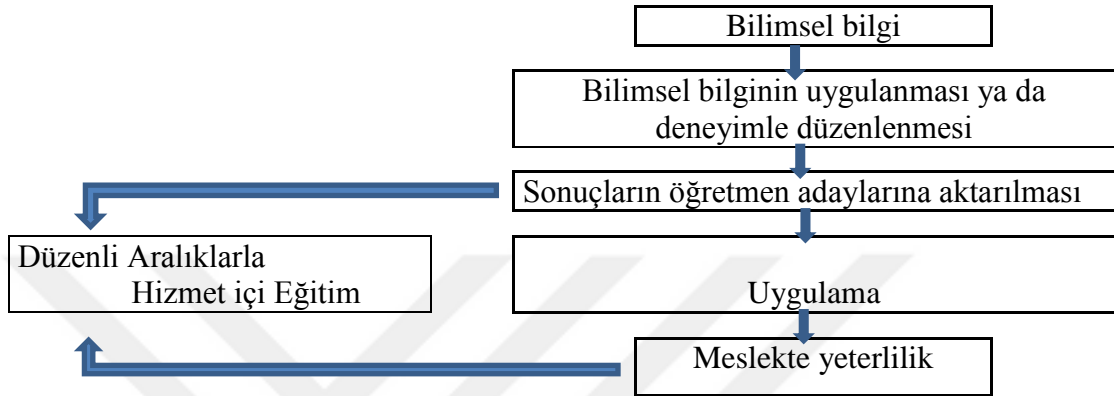 Bilimsel bilgi
Bilimsel bilginin uygulanması ya da
deneyimle düzenlenmesi
Sonuçların öğretmen adaylarına aktarılması
Düzenli Aralıklarla
Hizmet içi Eğitim
Uygulama
Meslekte yeterlilik